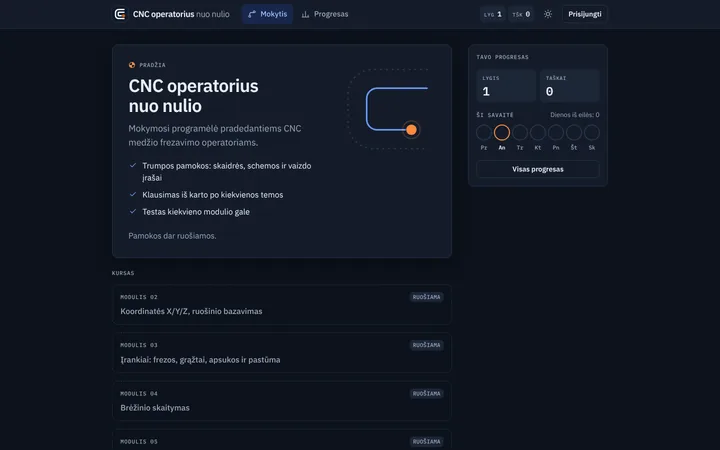 CNC operatorius nuo nulio
Mokytis
Progresas
LYG 1
TŠK 0
Prisijungti
PRADŽIA
CNC operatorius
nuo nulio
Mokymosi programėlė pradedantiems CNC
medžio frezavimo operatoriams.
Trumpos pamokos: skaidrės, schemos ir vaizdo
įrašai
Klausimas iš karto po kiekvienos temos
Testas kiekvieno modulio gale
Pamokos dar ruošiamos.
TAVO PROGRESAS
LYGIS
1
TAŠKAI
0
ŠI SAVAITĖ
Dienos iš eilės: 0
Pr An Tr Kt Pn Št Sk
Visas progresas
KURSAS
MODULIS 02
RUOŠIAMA
Koordinatės X/Y/Z, ruošinio bazavimas
MODULIS 03
RUOŠIAMA
Įrankiai: frezos, grąžtai, apsukos ir pastūma
MODULIS 04
RUOŠIAMA
Brėžinio skaitymas
MODULIS 05
RUOŠIAMA